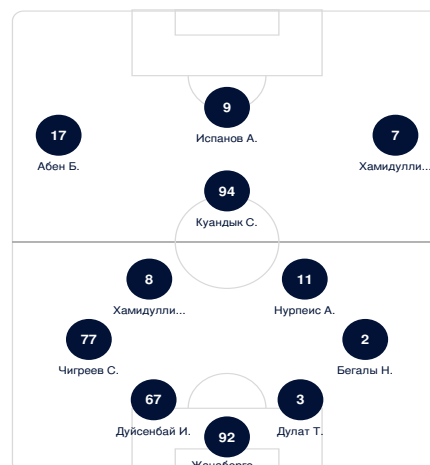 9
Испанов А.
17
Абен Б.
7
Хамидулли...
94
Куандык С.
8
Хамидулли...
11
Нурпеис А.
77
Чигреев С.
2
Бегалы Н.
67
Дуйсенбай И.
3
Дулат Т.
92